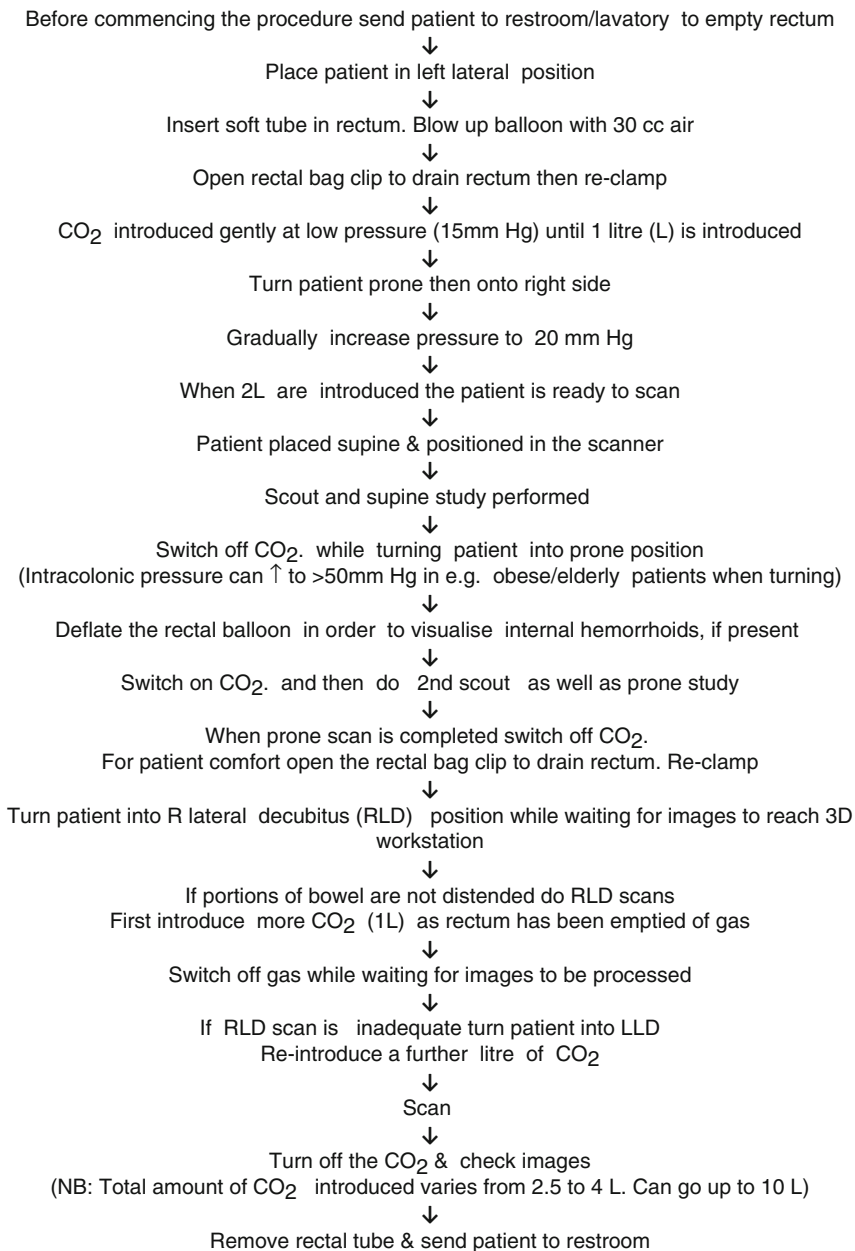 Before commencing the procedure send patient to restroom/lavatory to empty rectum
↓
Place patient in left lateral position
↓
Insert soft tube in rectum. Blow up balloon with 30 cc air
↓
Open rectal bag clip to drain rectum then re-clamp
↓
CO2 introduced gently at low pressure (15mm Hg) until 1 litre (L) is introduced
↓
Turn patient prone then onto right side
↓
Gradually increase pressure to 20 mm Hg
↓
When 2L are introduced the patient is ready to scan
↓
Patient placed supine & positioned in the scanner
↓
Scout and supine study performed
↓
Switch off CO2. while turning patient into prone position
(Intracolonic pressure can ↑ to >50mm Hg in e.g. obese/elderly patients when turning)
↓
Deflate the rectal balloon in order to visualise internal hemorrhoids, if present
↓
Switch on CO2. and then do 2nd scout as well as prone study
↓
When prone scan is completed switch off CO2.
For patient comfort open the rectal bag clip to drain rectum. Re-clamp
↓
Turn patient into R lateral decubitus (RLD) position while waiting for images to reach 3D
workstation
↓
If portions of bowel are not distended do RLD scans
First introduce more CO2 (1L) as rectum has been emptied of gas
↓
Switch off gas while waiting for images to be processed
↓
If RLD scan is inadequate turn patient into LLD
Re-introduce a further litre of CO2
↓
Scan
↓
Turn off the CO2 & check images
(NB: Total amount of CO2 introduced varies from 2.5 to 4 L. Can go up to 10 L)
↓
Remove rectal tube & send patient to restroom